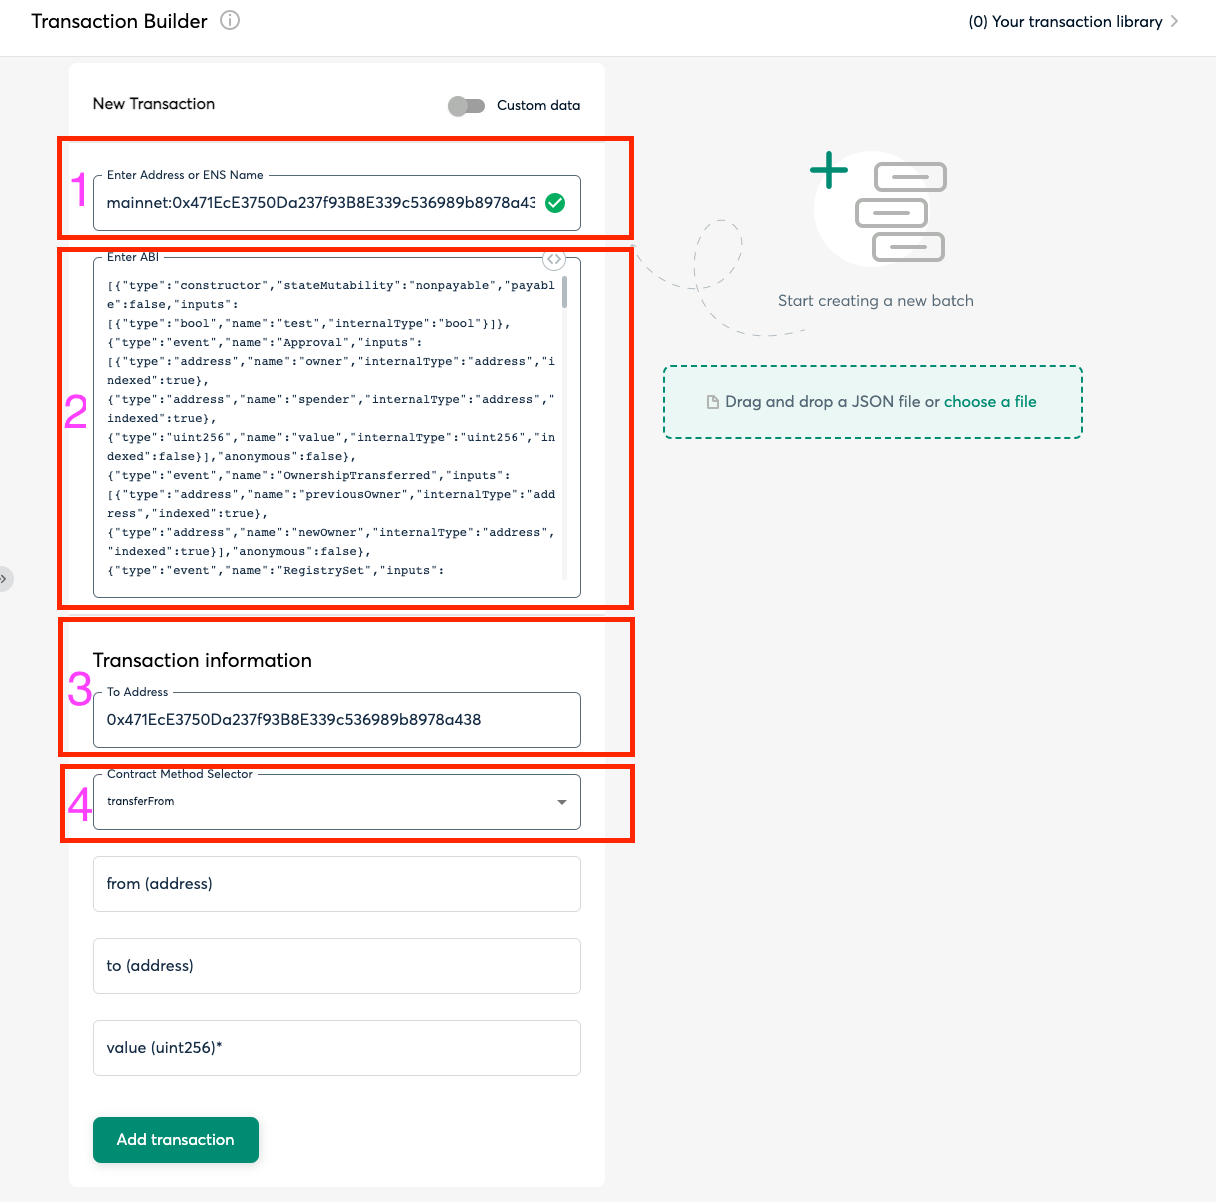 Transaction Builder
(0) Your transaction library
New Transaction
Custom data
1
Enter Address or ENS Name
mainnet:0x471EcE3750Da237f93B8E339c536989b8978a43
2
Enter ABI
[{"type":"constructor","stateMutability":"nonpayable","payabl
e":false,"inputs":
[{"type":"bool","name":"test","internalType":"bool"}]},
{"type":"event","name":"Approval","inputs":
[{"type":"address","name":"owner","internalType":"address","i
ndexed":true},
{"type":"address","name":"spender","internalType":"address","
indexed":true},
{"type":"uint256","name":"value","internalType":"uint256","in
dexed":false}],"anonymous":false},
{"type":"event","name":"OwnershipTransferred","inputs":
[{"type":"address","name":"previousOwner","internalType":"add
ress","indexed":true},
{"type":"address","name":"newOwner","internalType":"address",
"indexed":true}],"anonymous":false},
{"type":"event","name":"RegistrySet","inputs":
Transaction information
3
To Address
0x471EcE3750Da237f93B8E339c536989b8978a438
4
Contract Method Selector
transferFrom
from (address)
to (address)
value (uint256)*
Add transaction
Start creating a new batch
Drag and drop a JSON file or choose a file